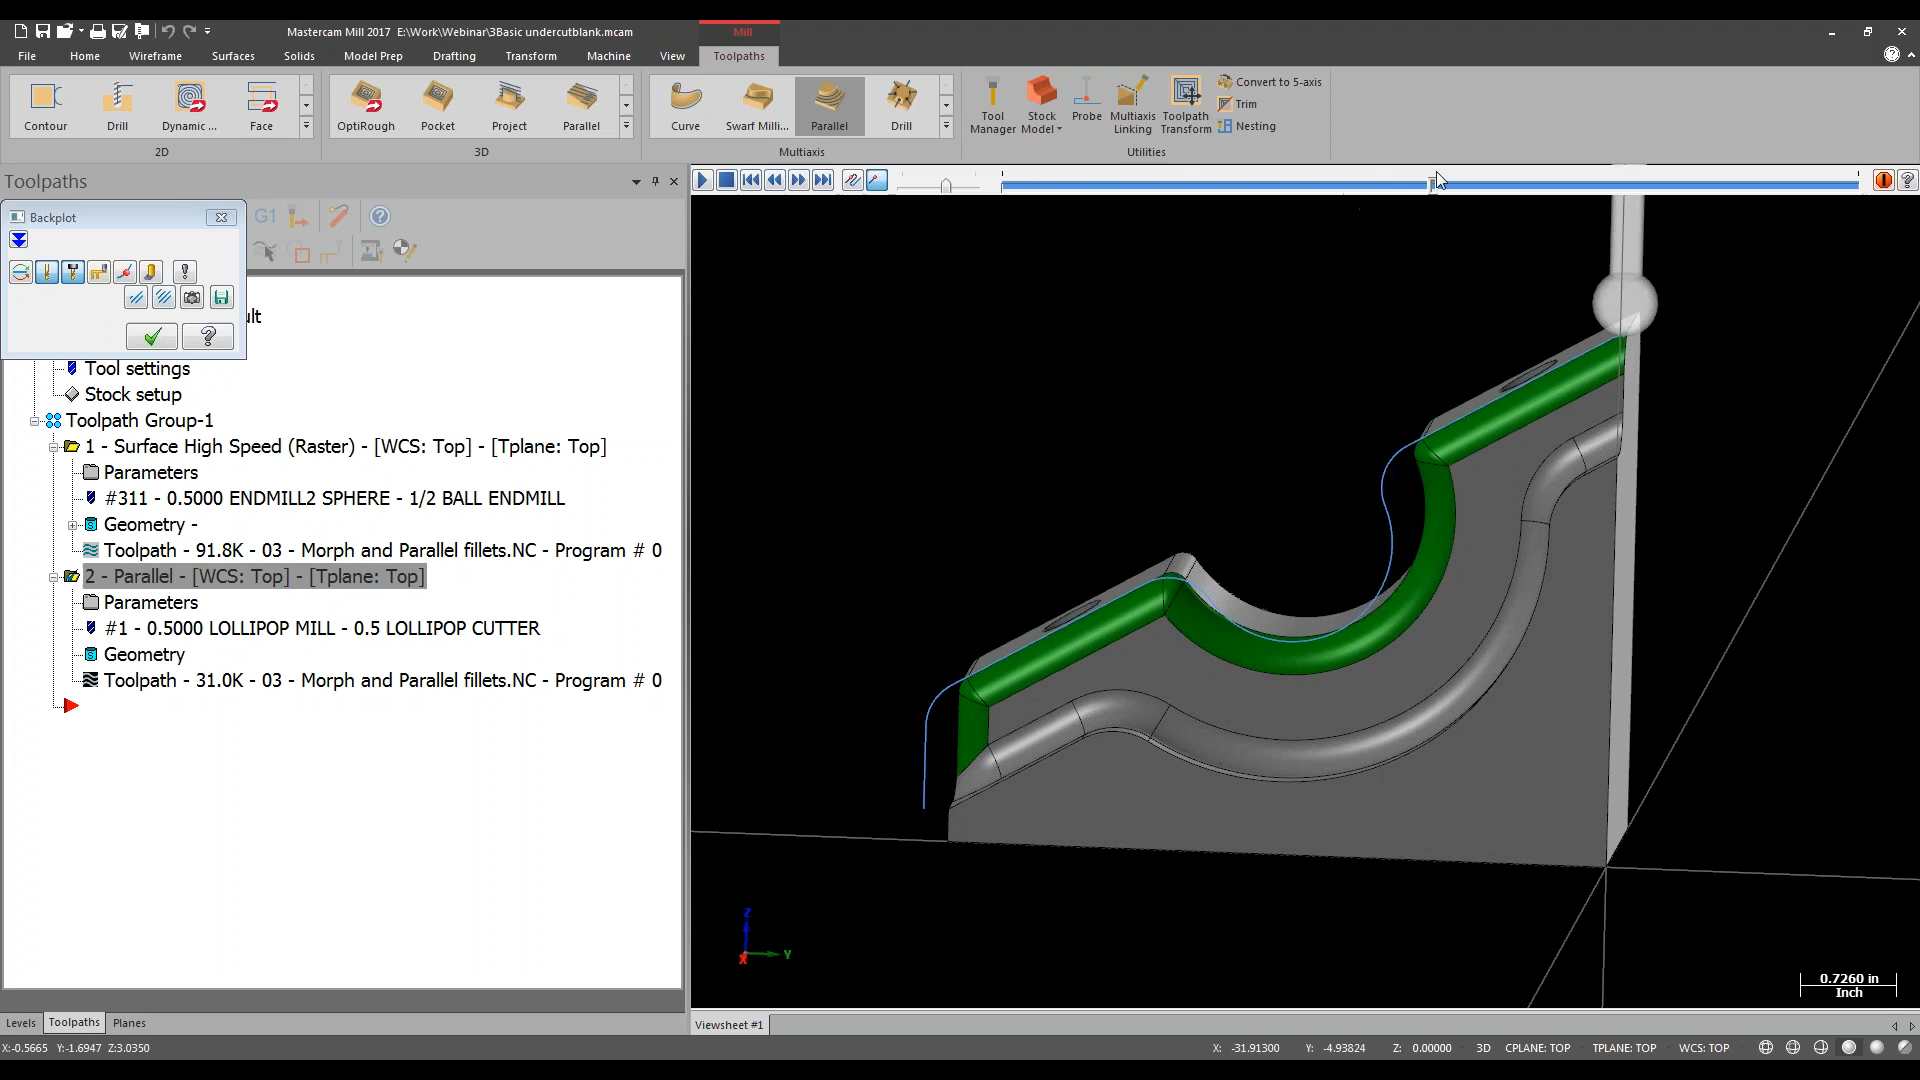 Mastercam Mill 2017  E:\Work\Webinar\3Basic undercutblank.mcam
Mill
File
Home
Wireframe
Surfaces
Solids
Model Prep
Drafting
Transform
Machine
View
Toolpaths
Contour
Drill
Dynamic ...
Face
OptiRough
Pocket
Project
Parallel
Curve
Swarf Milli...
Parallel
Drill
Tool Manager
Stock Model
Probe
Multiaxis Linking
Toolpath Transform
Convert to 5-axis
Trim
Nesting
2D
3D
Multiaxis
Utilities
Toolpaths
Backplot
G1
ult
Tool settings
Stock setup
Toolpath Group-1
1 - Surface High Speed (Raster) - [WCS: Top] - [Tplane: Top]
Parameters
#311 - 0.5000 ENDMILL2 SPHERE - 1/2 BALL ENDMILL
Geometry -
Toolpath - 91.8K - 03 - Morph and Parallel fillets.NC - Program # 0
2 - Parallel - [WCS: Top] - [Tplane: Top]
Parameters
#1 - 0.5000 LOLLIPOP MILL - 0.5 LOLLIPOP CUTTER
Geometry
Toolpath - 31.0K - 03 - Morph and Parallel fillets.NC - Program # 0
Z
Y
X
0.7260 in
Inch
Levels
Toolpaths
Planes
Viewsheet #1
X:-0.5665  Y:-1.6947  Z:3.0350
X: -31.91300
Y: -4.93824
Z: 0.00000
3D
CPLANE: TOP
TPLANE: TOP
WCS: TOP